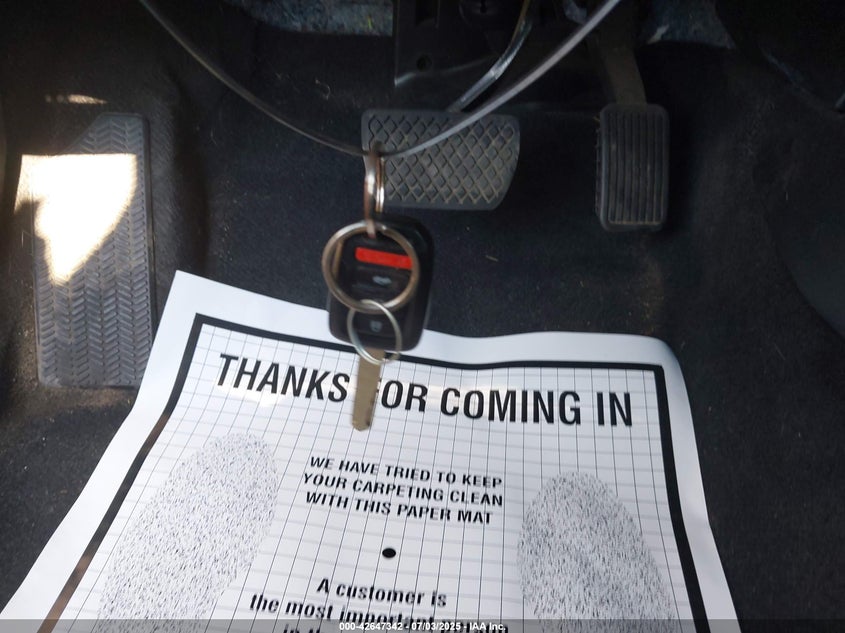 THANKS FOR COMING IN
WE HAVE TRIED TO KEEP
YOUR CARPETING CLEAN
WITH THIS PAPER MAT
A customer is
the most important
000-42647342 - 07/03/2025 - IAA Inc.